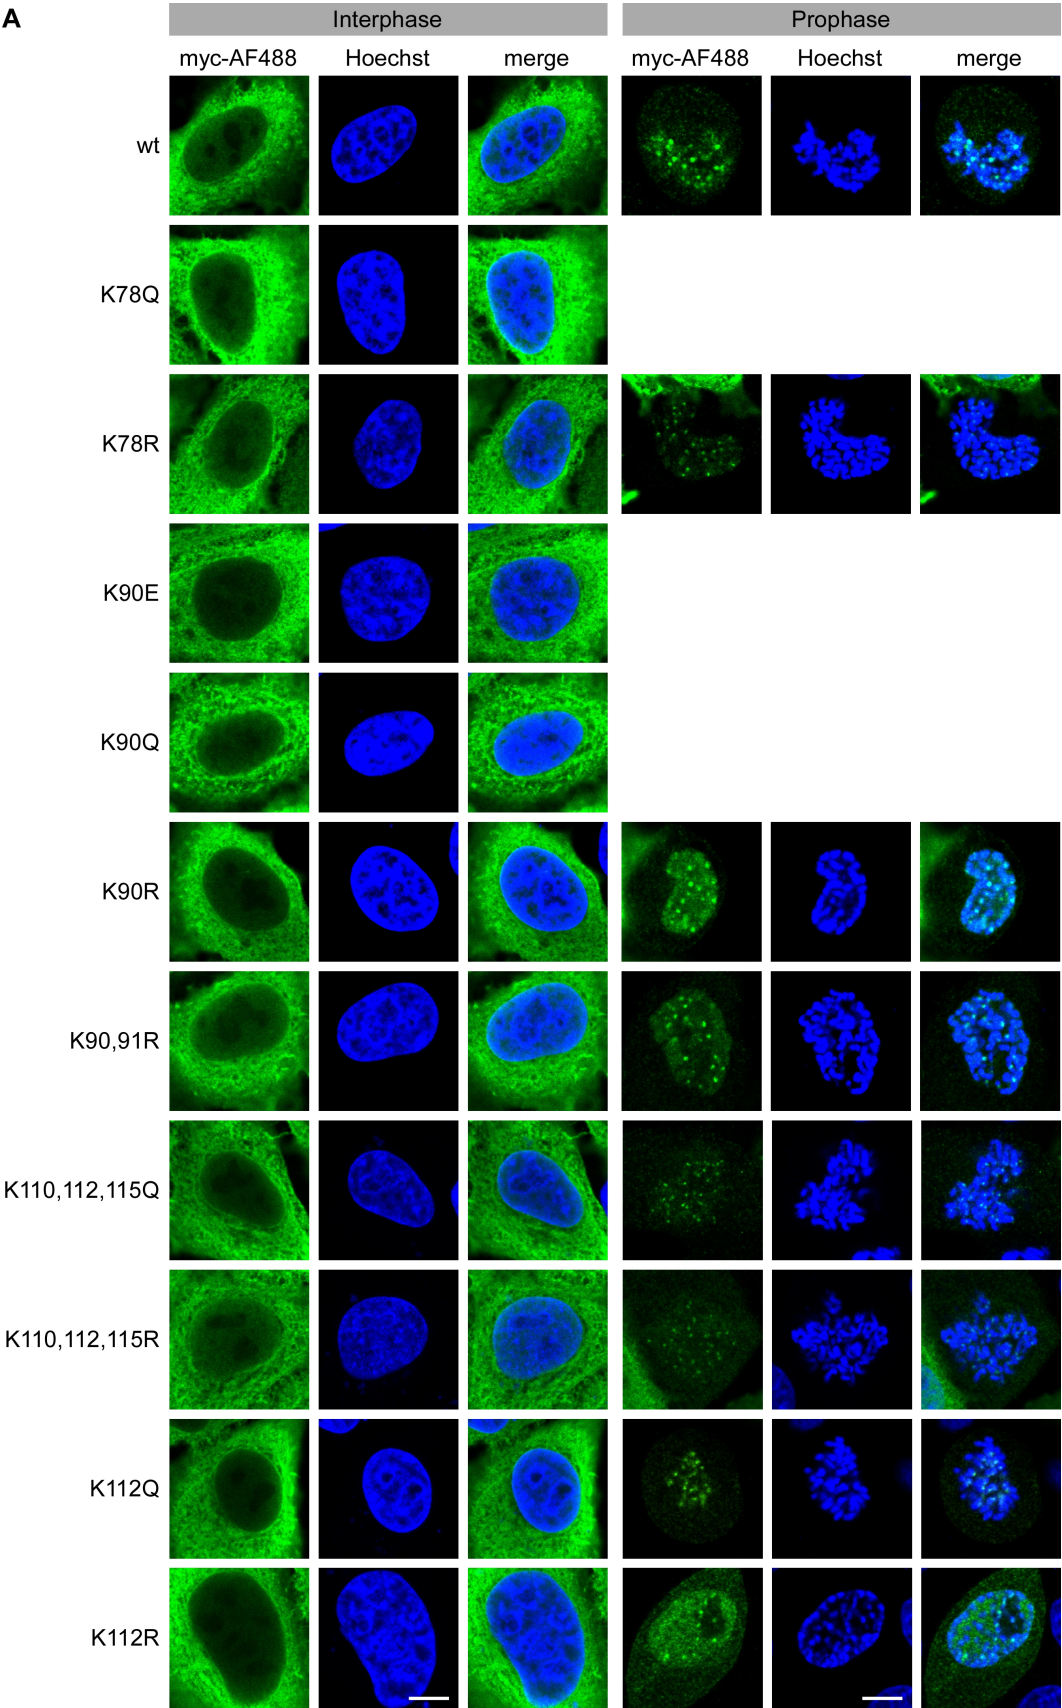 A
Interphase Prophase
myc-AF488 Hoechst merge myc-AF488 Hoechst merge
wt
K78Q
K78R
K90E
K90Q
K90R
K90,91R
K110,112,115Q
K110,112,115R
K112Q
K112R